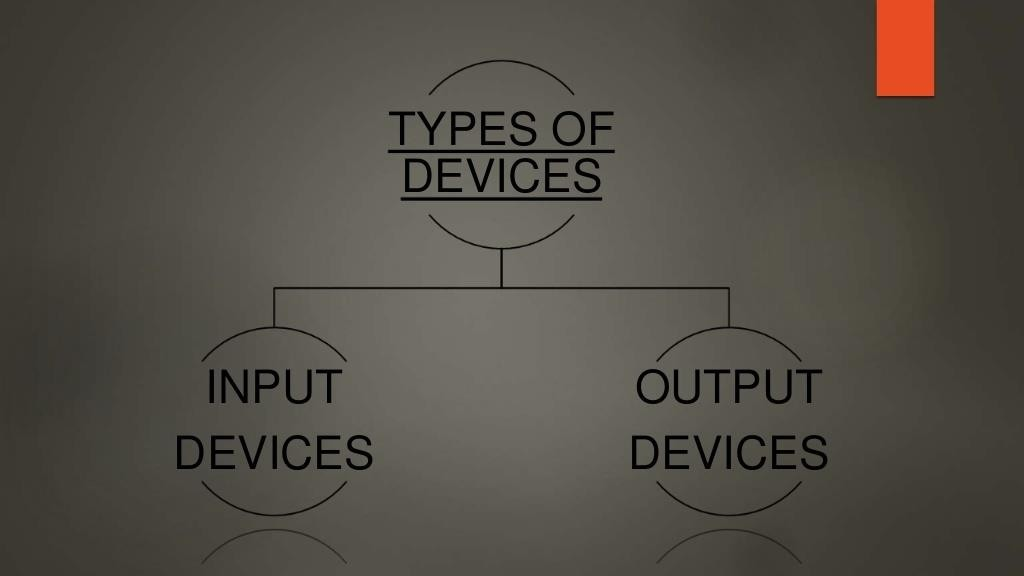 TYPES OF
DEVICES
INPUT
DEVICES
OUTPUT
DEVICES